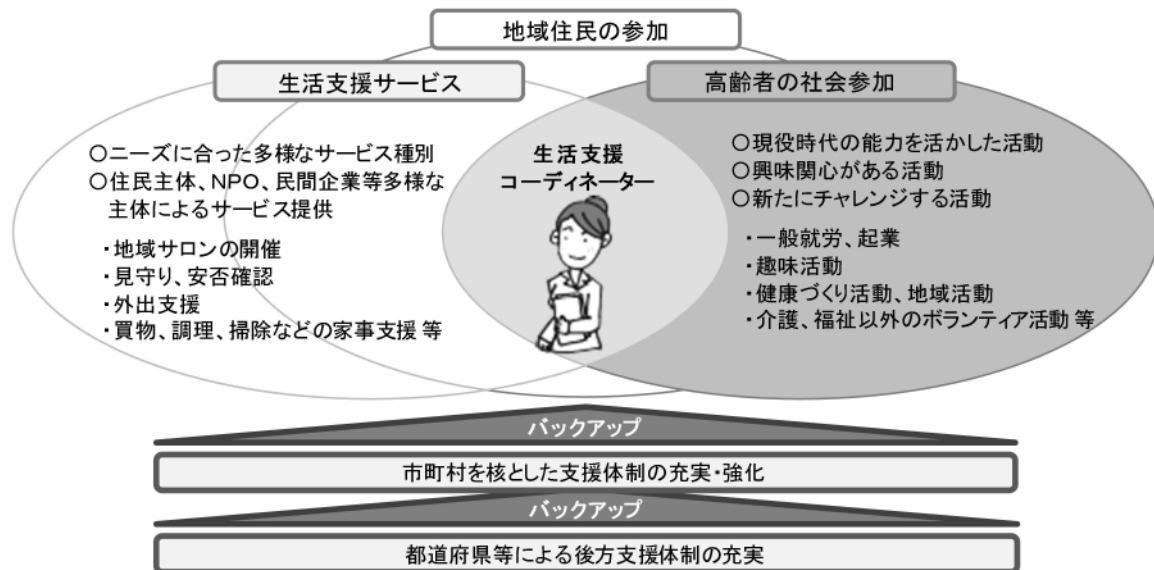 地域住民の参加
生活支援サービス
高齢者の社会参加
○ニーズに合った多様なサービス種別
○住民主体、NPO、民間企業等多様な
主体によるサービス提供
・地域サロンの開催
・見守り、安否確認
・外出支援
・買物、調理、掃除などの家事支援 等
生活支援
コーディネーター
○現役時代の能力を活かした活動
○興味関心がある活動
○新たにチャレンジする活動
・一般就労、起業
・趣味活動
・健康づくり活動、地域活動
・介護、福祉以外のボランティア活動 等
バックアップ
市町村を核とした支援体制の充実・強化
バックアップ
都道府県等による後方支援体制の充実